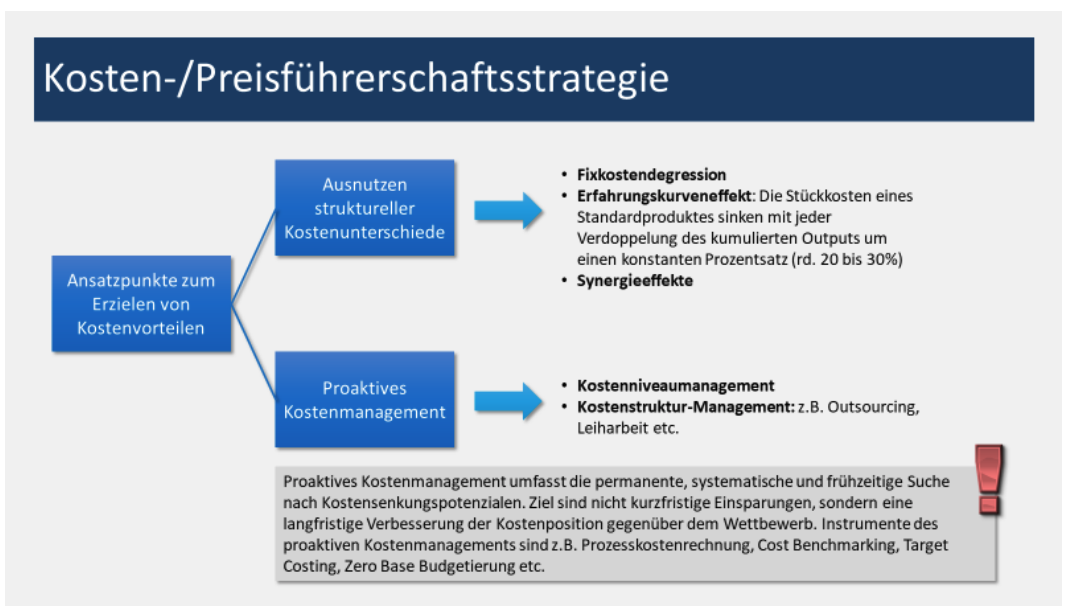 Kosten-/Preisführerschaftsstrategie
Ansatzpunkte zum
Erzielen von
Kostenvorteilen
Ausnutzen
struktureller
Kostenunterschiede
• Fixkostendegression
• Erfahrungskurveneffekt: Die Stückkosten eines
Standardproduktes sinken mit jeder
Verdoppelung des kumulierten Outputs um
einen konstanten Prozentsatz (rd. 20 bis 30%)
• Synergieeffekte
Proaktives
Kostenmanagement
• Kostenniveaumanagement
• Kostenstruktur-Management: z.B. Outsourcing,
Leiharbeit etc.
Proaktives Kostenmanagement umfasst die permanente, systematische und frühzeitige Suche
nach Kostensenkungspotenzialen. Ziel sind nicht kurzfristige Einsparungen, sondern eine
langfristige Verbesserung der Kostenposition gegenüber dem Wettbewerb. Instrumente des
proaktiven Kostenmanagements sind z.B. Prozesskostenrechnung, Cost Benchmarking, Target
Costing, Zero Base Budgetierung etc.